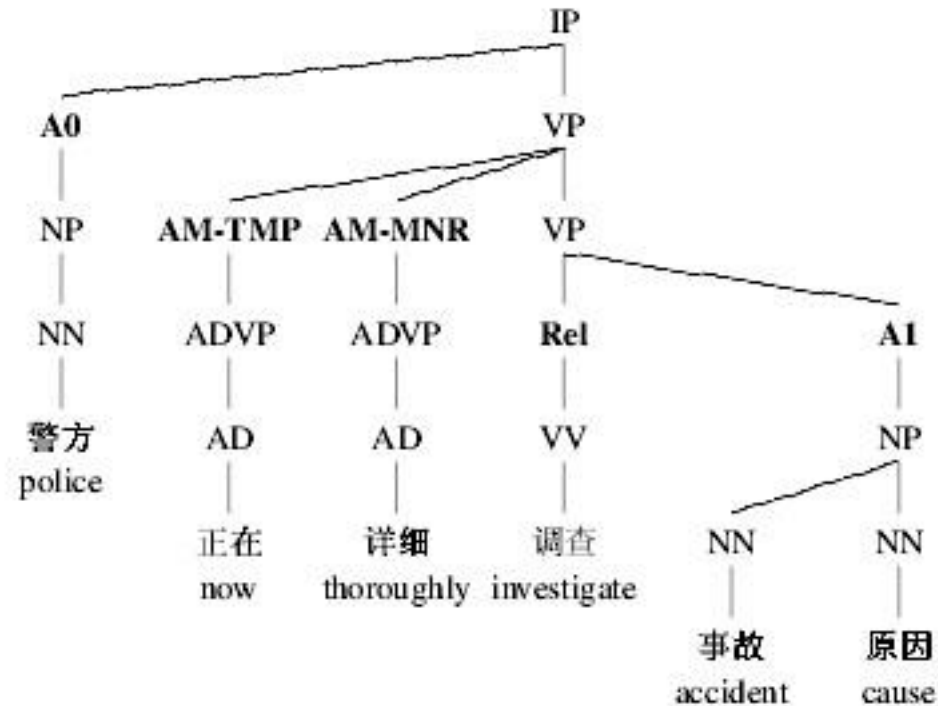 IP
A0 VP
NP AM-TMP AM-MNR VP
NN ADVP ADVP Rel A1
警方 AD AD VV NP
police
正在 详细 调查 NN NN
now thoroughly investigate
事故 原因
accident cause